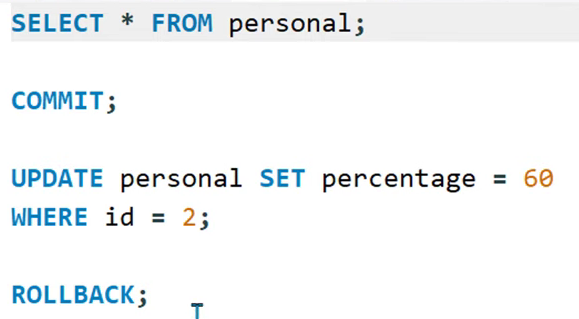 SELECT * FROM personal;
COMMIT;
UPDATE personal SET percentage = 60
WHERE id = 2;
ROLLBACK;